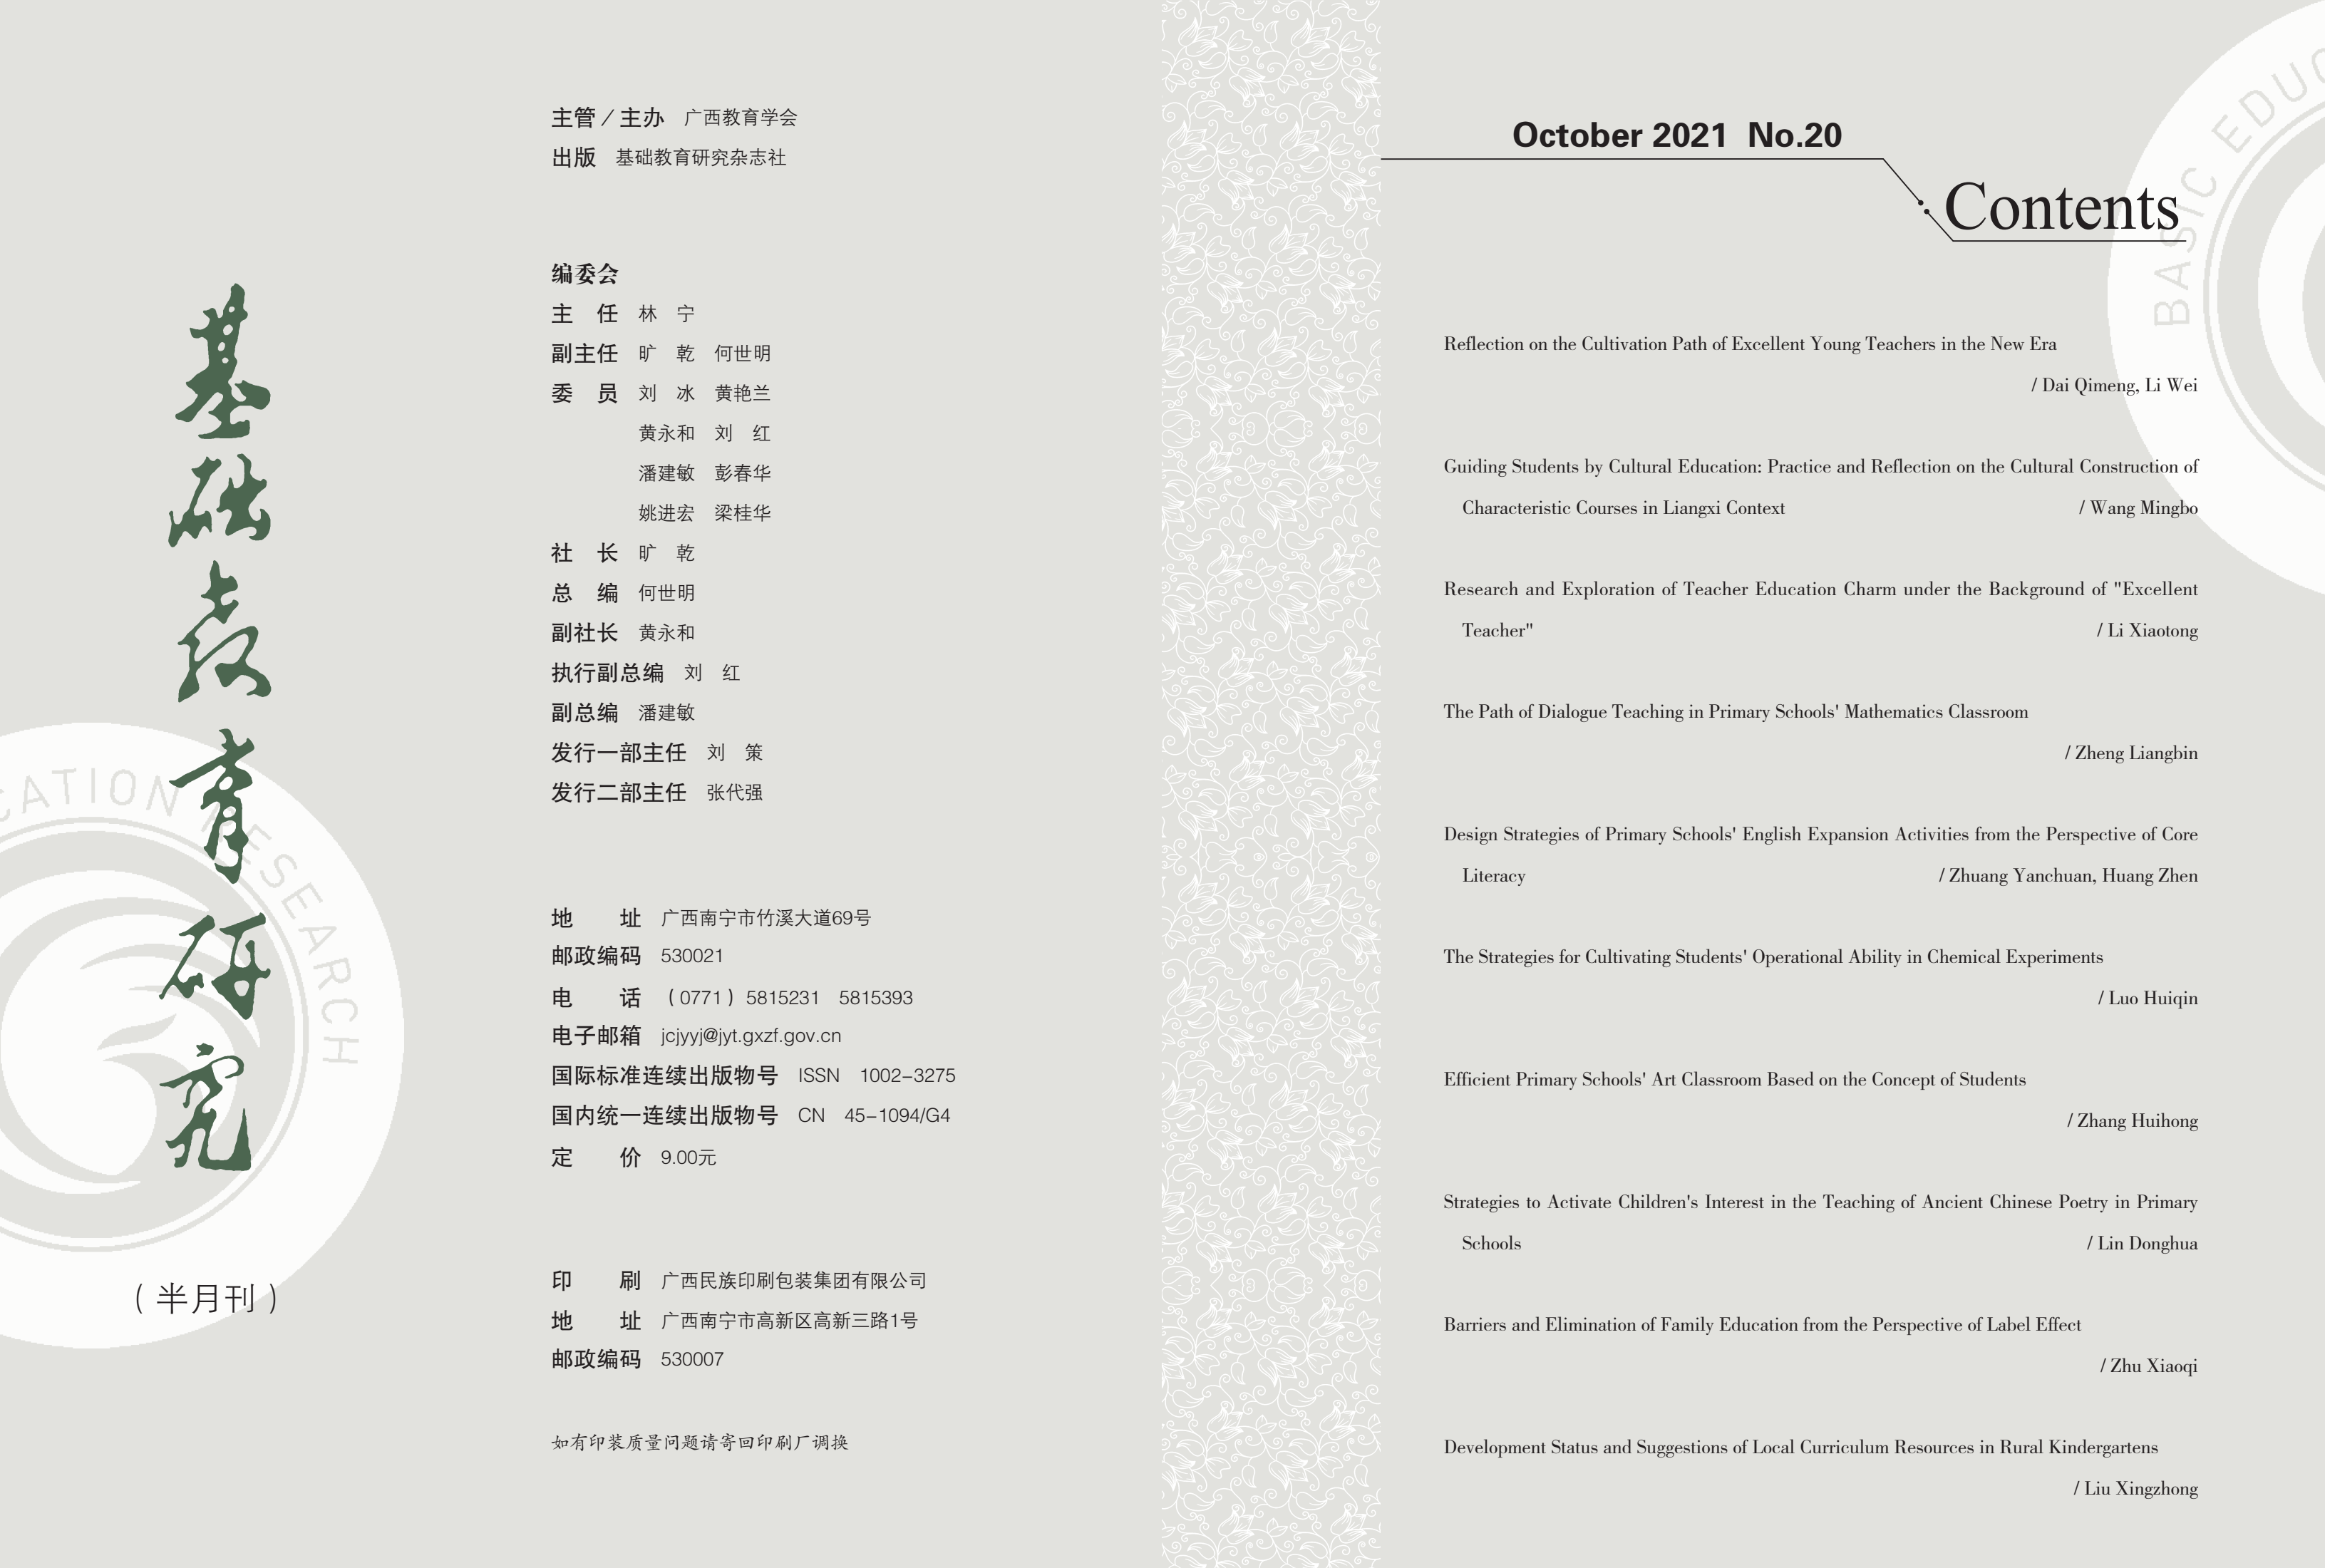 基础教育研究
（半月刊）
主管／主办　广西教育学会
出版　基础教育研究杂志社
编委会
主　任　林　宁
副主任　旷　乾　何世明
委　员　刘　冰　黄艳兰
黄永和　刘　红
潘建敏　彭春华
姚进宏　梁桂华
社　长　旷　乾
总　编　何世明
副社长　黄永和
执行副总编　刘　红
副总编　潘建敏
发行一部主任　刘　策
发行二部主任　张代强
地　　址　广西南宁市竹溪大道69号
邮政编码　530021
电　　话　（0771）5815231　5815393
电子邮箱　jcjyyj@jyt.gxzf.gov.cn
国际标准连续出版物号　ISSN　1002-3275
国内统一连续出版物号　CN　45-1094/G4
定　　价　9.00元
印　　刷　广西民族印刷包装集团有限公司
地　　址　广西南宁市高新区高新三路1号
邮政编码　530007
如有印装质量问题请寄回印刷厂调换
CATION RESEARCH
BASIC EDUC
October 2021 No.20
Contents
Reflection on the Cultivation Path of Excellent Young Teachers in the New Era
/ Dai Qimeng, Li Wei
Guiding Students by Cultural Education: Practice and Reflection on the Cultural Construction of
Characteristic Courses in Liangxi Context / Wang Mingbo
Research and Exploration of Teacher Education Charm under the Background of "Excellent
Teacher" / Li Xiaotong
The Path of Dialogue Teaching in Primary Schools' Mathematics Classroom
/ Zheng Liangbin
Design Strategies of Primary Schools' English Expansion Activities from the Perspective of Core
Literacy / Zhuang Yanchuan, Huang Zhen
The Strategies for Cultivating Students' Operational Ability in Chemical Experiments
/ Luo Huiqin
Efficient Primary Schools' Art Classroom Based on the Concept of Students
/ Zhang Huihong
Strategies to Activate Children's Interest in the Teaching of Ancient Chinese Poetry in Primary
Schools / Lin Donghua
Barriers and Elimination of Family Education from the Perspective of Label Effect
/ Zhu Xiaoqi
Development Status and Suggestions of Local Curriculum Resources in Rural Kindergartens
/ Liu Xingzhong